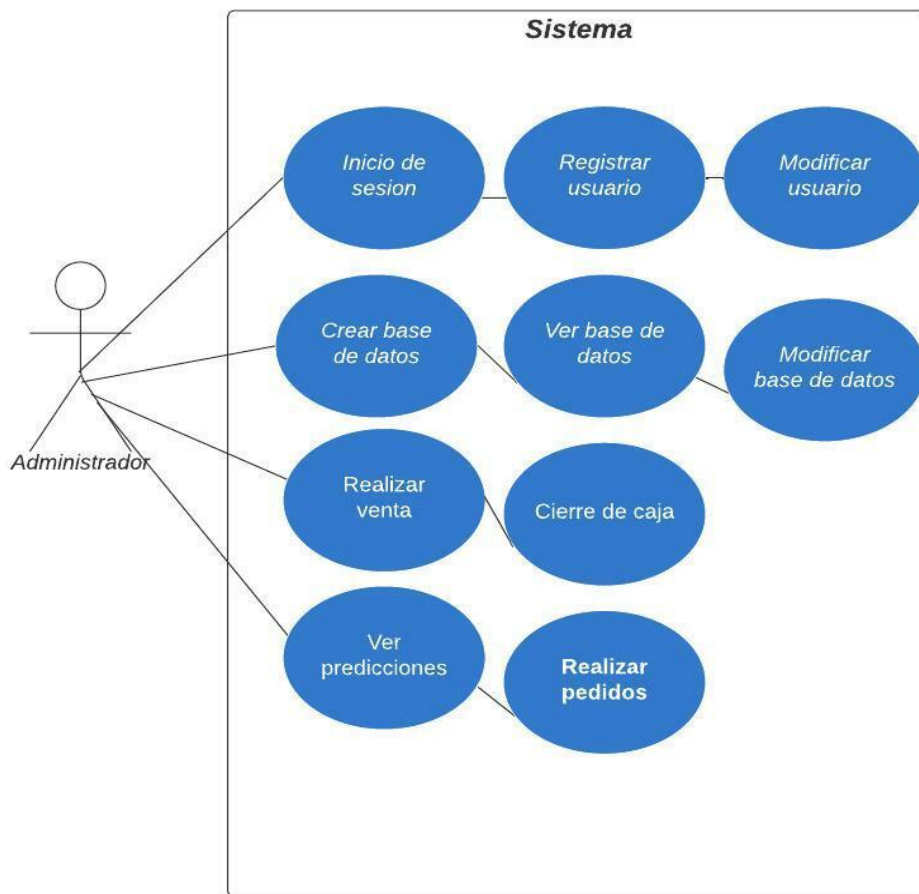 Sistema
Inicio de
sesion
Registrar
usuario
Modificar
usuario
Crear base
de datos
Ver base de
datos
Modificar
base de datos
Administrador
Realizar
venta
Cierre de caja
Ver
predicciones
Realizar
pedidos